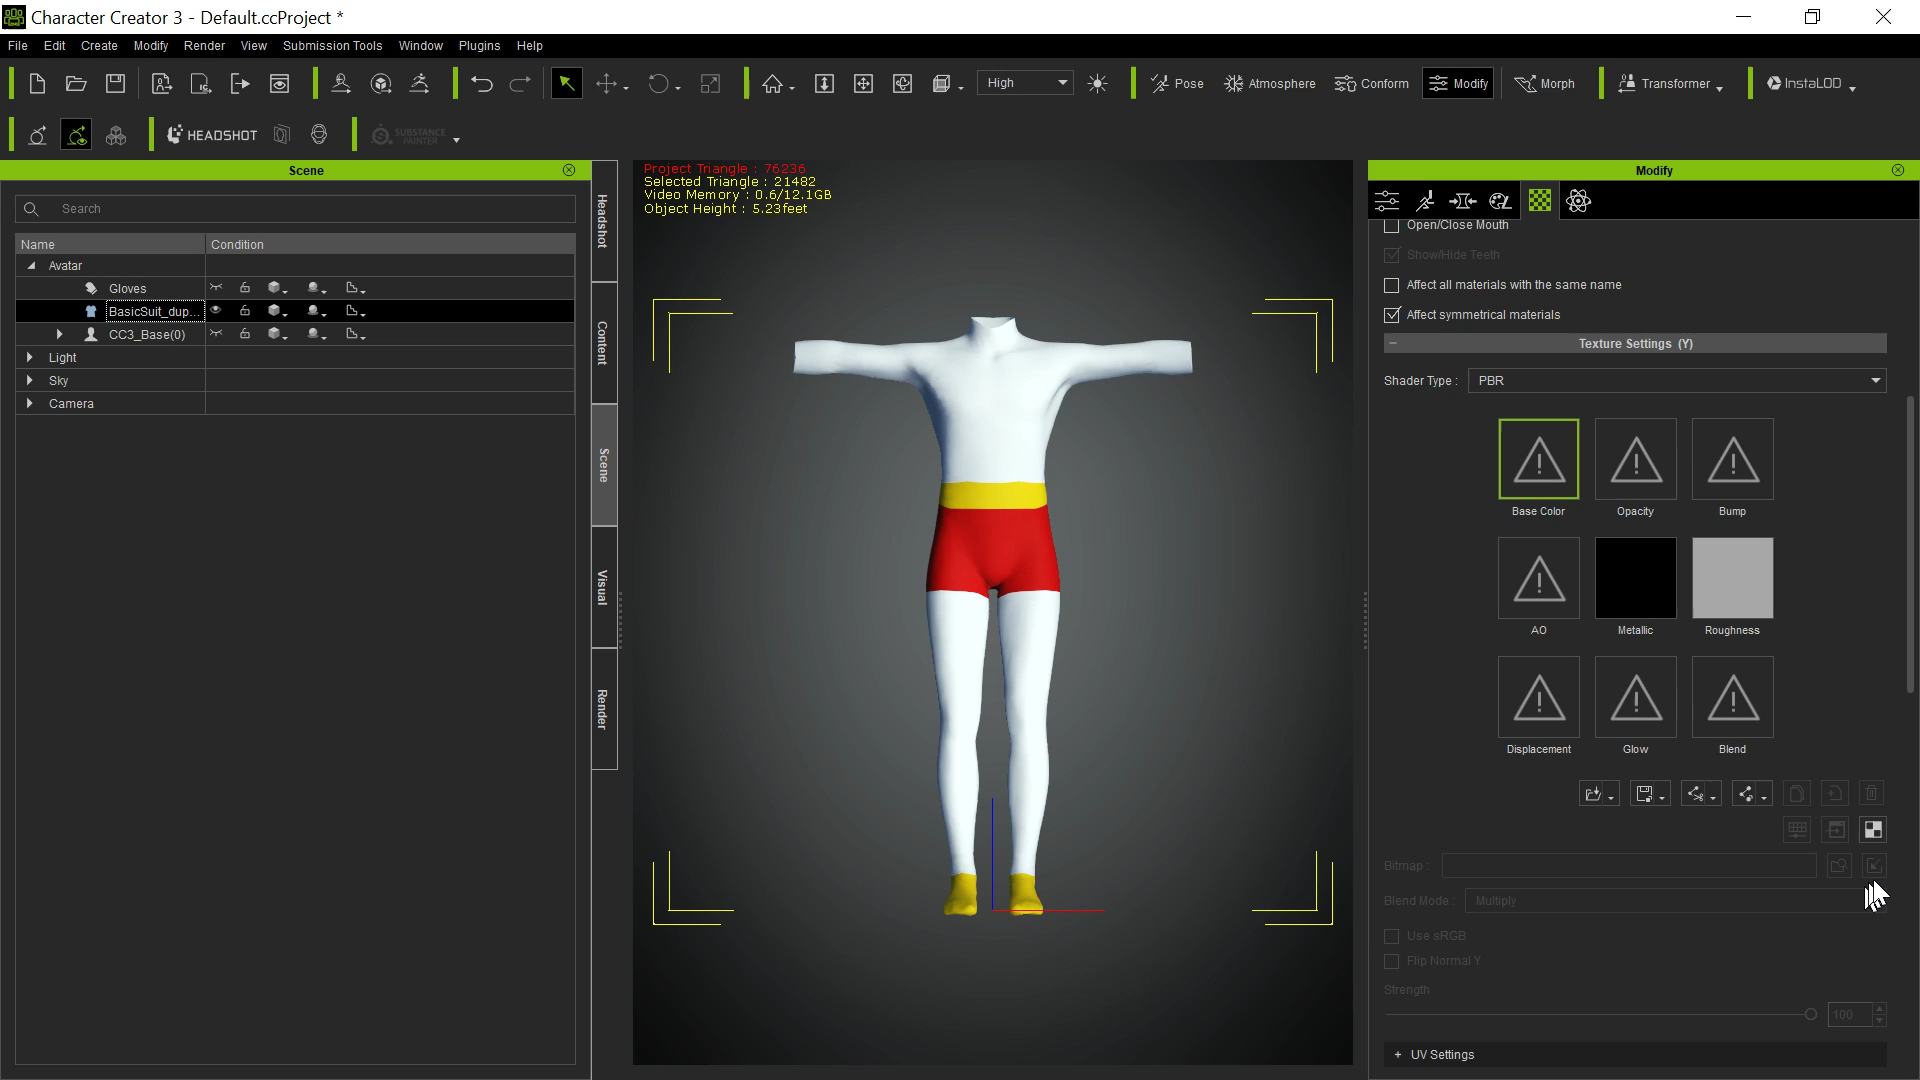 Character Creator 3 - Default.ccProject *
File Edit Create Modify Render View Submission Tools Window Plugins Help
High Pose Atmosphere Conform Modify Morph Transformer InstaLOD
HEADSHOT SUBSTANCE PAINTER
Scene
Search
Name Condition
Avatar
Gloves
BasicSuit_dup...
CC3_Base(0)
Light
Sky
Camera
Headshot
Content
Scene
Visual
Render
Project Triangle : 76236
Selected Triangle : 21482
Video Memory : 0.6/12.1GB
Object Height : 5.23feet
Modify
Open/Close Mouth
Show/Hide Teeth
Affect all materials with the same name
Affect symmetrical materials
Texture Settings (Y)
Shader Type : PBR
Base Color Opacity Bump
AO Metallic Roughness
Displacement Glow Blend
Bitmap :
Blend Mode : Multiply
Use sRGB
Flip Normal Y
Strength
100
+ UV Settings